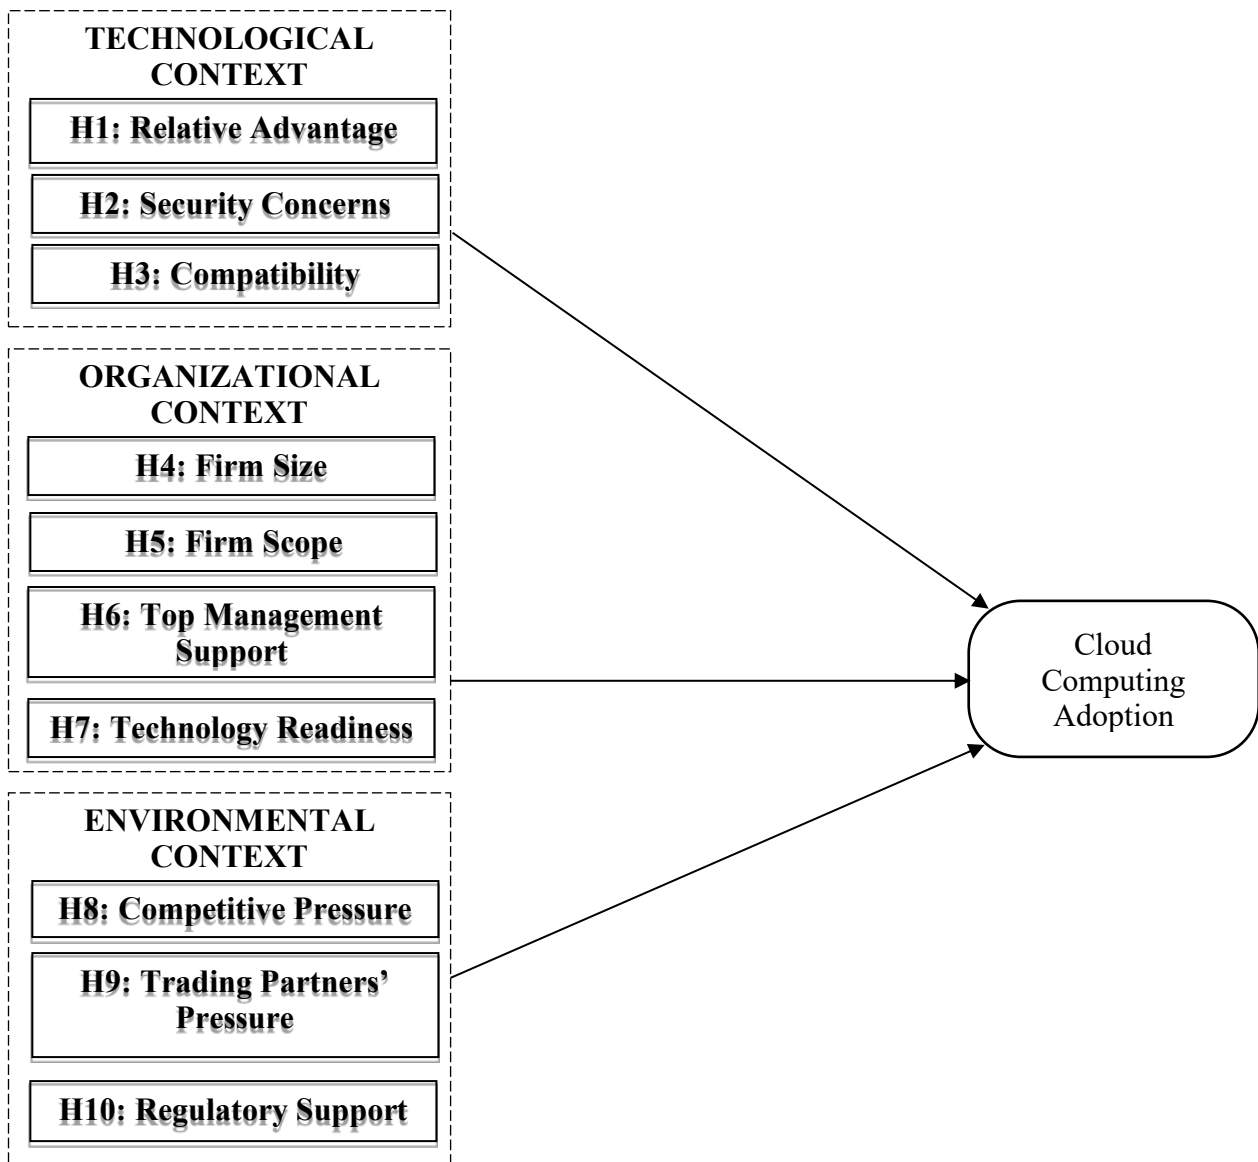 TECHNOLOGICAL
CONTEXT
H1: Relative Advantage
H2: Security Concerns
H3: Compatibility
ORGANIZATIONAL
CONTEXT
H4: Firm Size
H5: Firm Scope
H6: Top Management
Support
H7: Technology Readiness
ENVIRONMENTAL
CONTEXT
H8: Competitive Pressure
H9: Trading Partners’
Pressure
H10: Regulatory Support
Cloud
Computing
Adoption